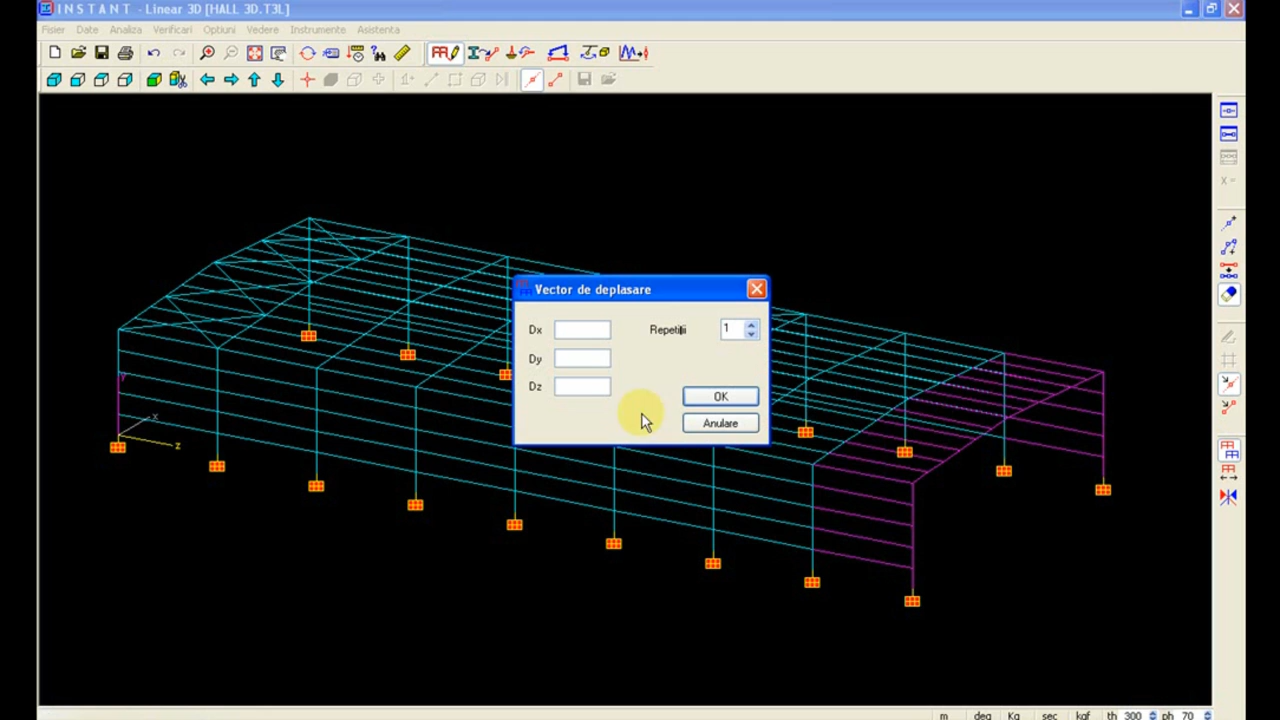 I N S T A N T - Linear 3D [HALL 3D.T3L]
Fisier Date Analiza Verificari Optiuni Vedere Instrumente Asistenta
X =
Vector de deplasare
Dx
Repetiții 1
Dy
Dz
OK
Anulare
Y
X
Z
m deg Kg sec kgf th 300 ph 70